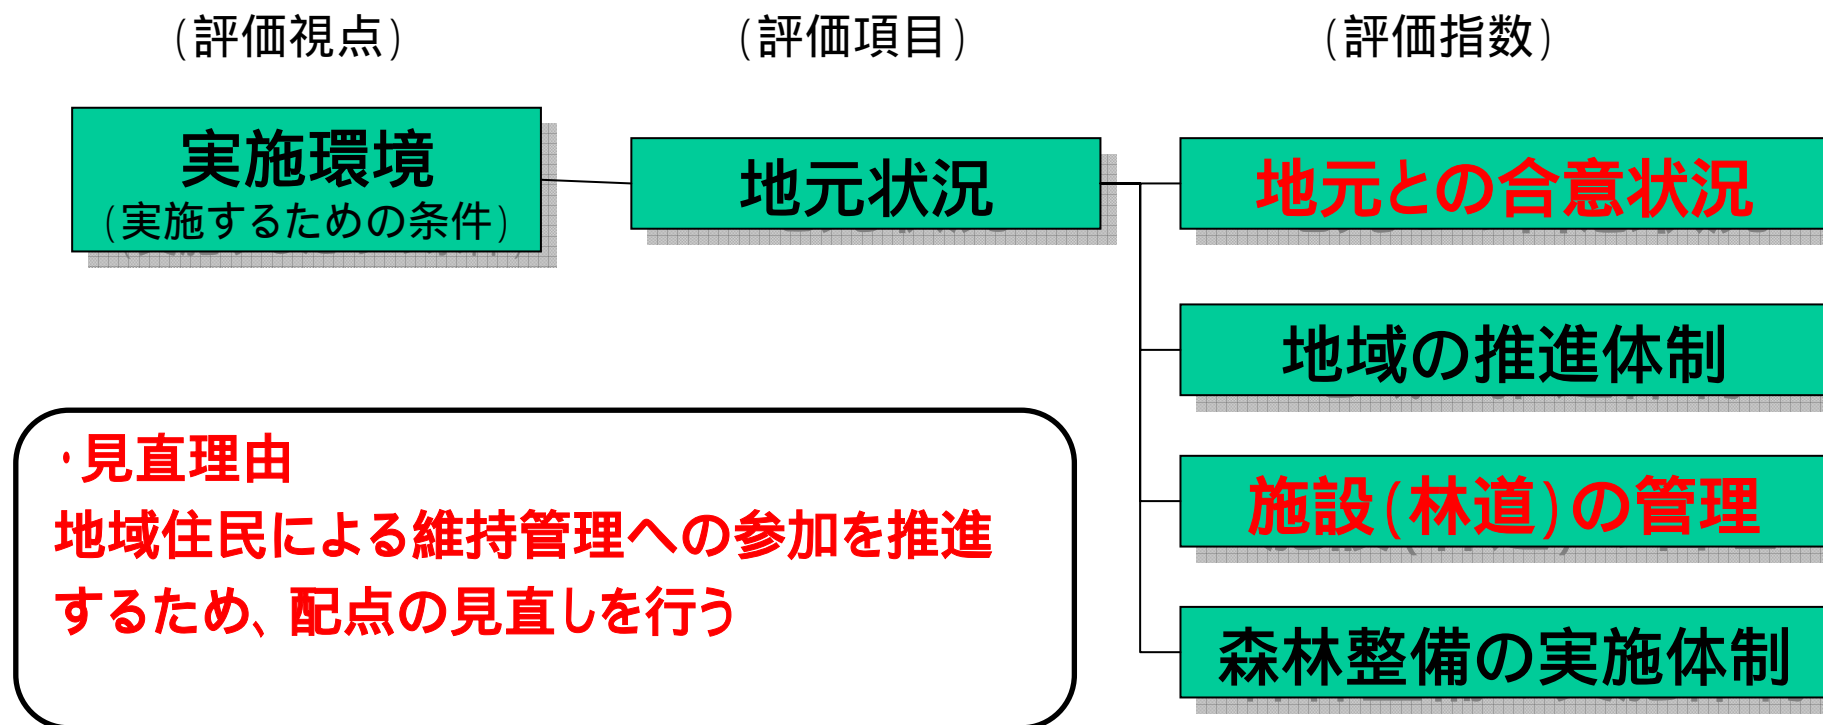 (評価視点)
(評価項目)
(評価指数)
実施環境
(実施するための条件)
地元状況
地元との合意状況
地域の推進体制
施設(林道)の管理
森林整備の実施体制
・見直理由
地域住民による維持管理への参加を推進
するため、配点の見直しを行う